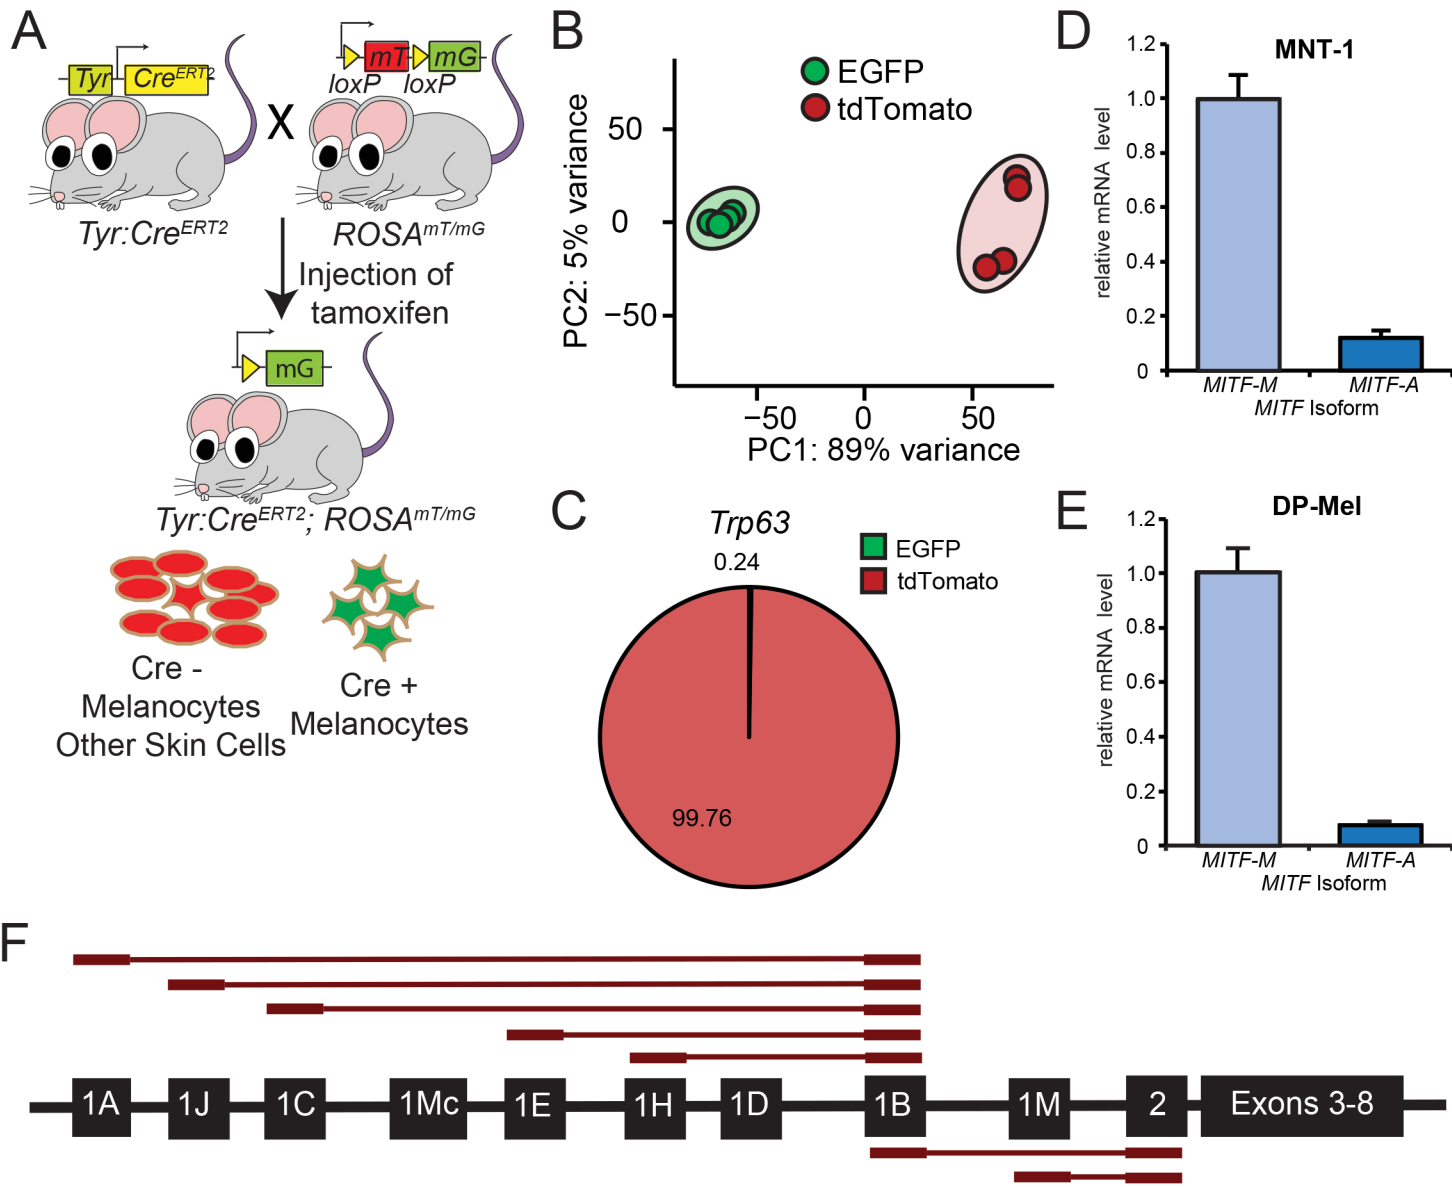 A
Tyr
Cre^ERT2
mT
mG
loxP
loxP
X
Tyr:Cre^ERT2
ROSA^mT/mG
Injection of
tamoxifen
mG
Tyr:Cre^ERT2; ROSA^mT/mG
Cre -
Melanocytes
Other Skin Cells
Cre +
Melanocytes
B
EGFP
tdTomato
PC2: 5% variance
50
0
−50
−50
0
50
PC1: 89% variance
C
Trp63
0.24
EGFP
tdTomato
99.76
D
MNT-1
relative mRNA level
1.2
1.0
0.8
0.6
0.4
0.2
0
MITF-M
MITF-A
MITF Isoform
E
DP-Mel
relative mRNA level
1.2
1.0
0.8
0.6
0.4
0.2
0
MITF-M
MITF-A
MITF Isoform
F
1A
1J
1C
1Mc
1E
1H
1D
1B
1M
2
Exons 3-8